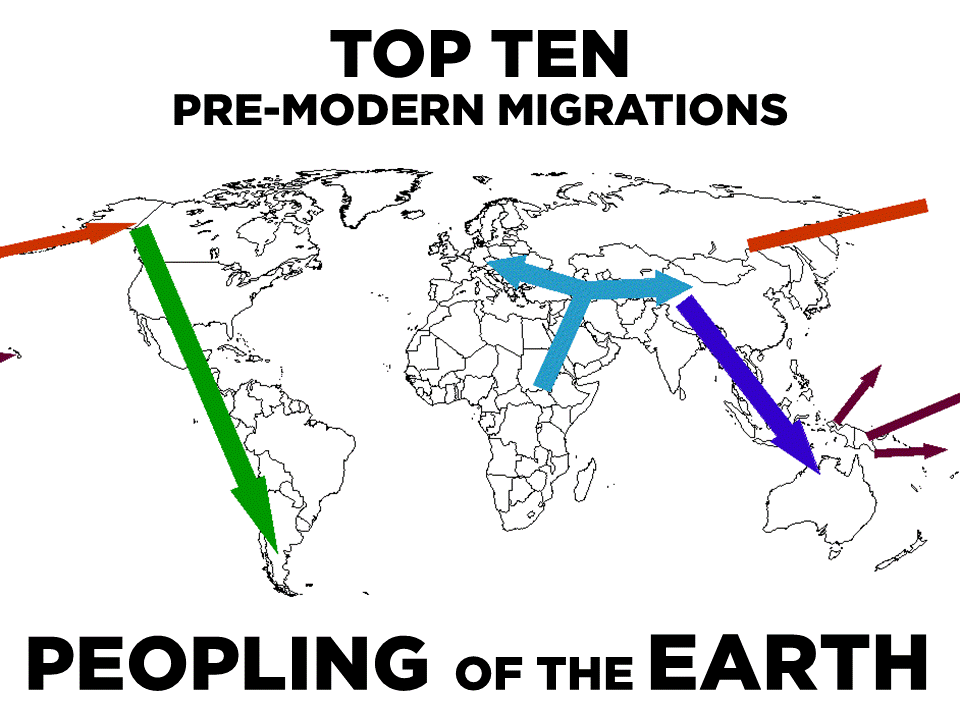 TOP TEN
PRE-MODERN MIGRATIONS
PEOPLING OF THE EARTH